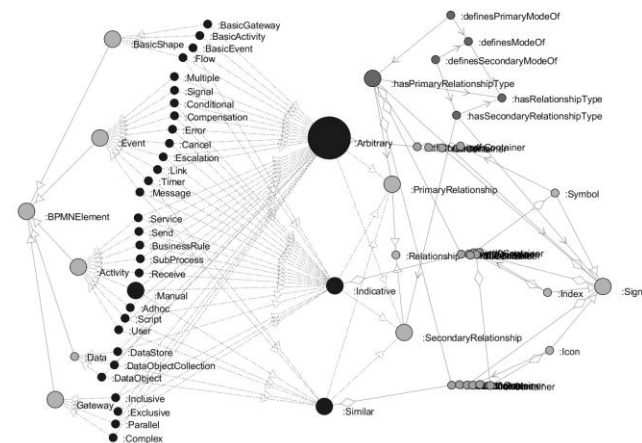 :BasicGateway
:BasicActivity
:BasicShape
:BasicEvent
:Flow
:Multiple
:Signal
:Conditional
:Compensation
:Event
:Error
:Cancel
:Escalation
:Link
:Timer
:Message
:BPMNElement
:Service
:Send
:BusinessRule
:SubProcess
:Activity
:Receive
:Manual
:Adhoc
:Script
:User
:Data
:DataStore
:DataObjectCollection
:DataObject
:Gateway
:Inclusive
:Exclusive
:Parallel
:Complex
:Arbitrary
:Indicative
:Similar
:definesPrimaryModeOf
:definesModeOf
:definesSecondaryModeOf
:hasPrimaryRelationshipType
:hasRelationshipType
:hasSecondaryRelationshipType
:PrimaryRelationship
:Symbol
:Relationship
:Index
:Sign
:SecondaryRelationship
:Icon